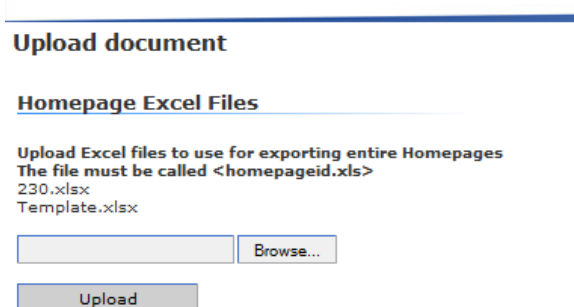 Upload document
Homepage Excel Files
Upload Excel files to use for exporting entire Homepages
The file must be called <homepageid.xls>
230.xlsx
Template.xlsx
Browse...
Upload